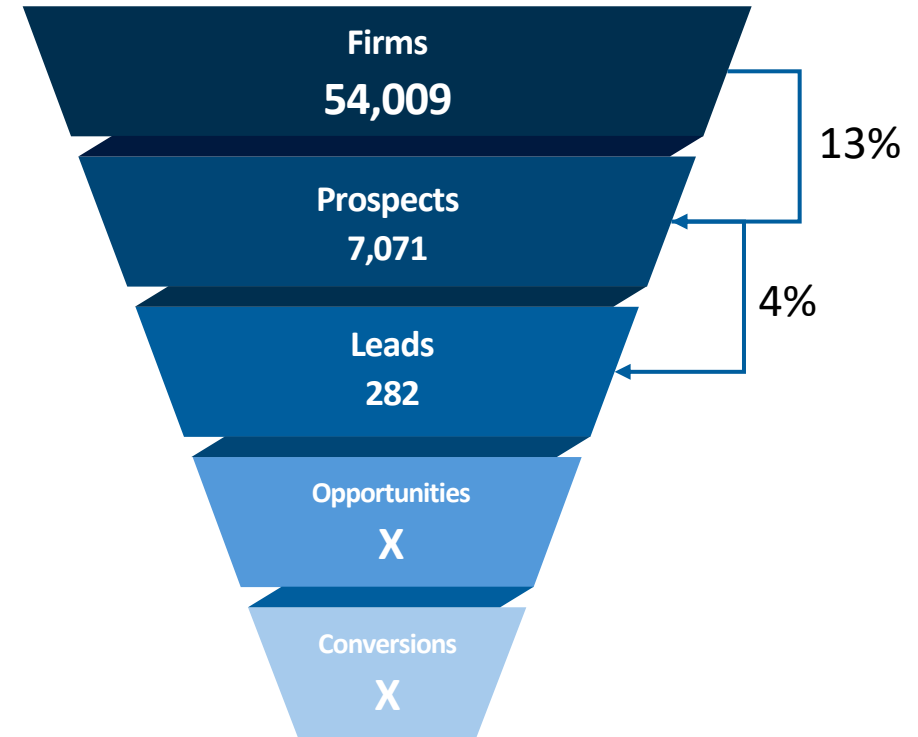 Firms
54,009
13%
Prospects
7,071
4%
Leads
282
Opportunities
X
Conversions
X